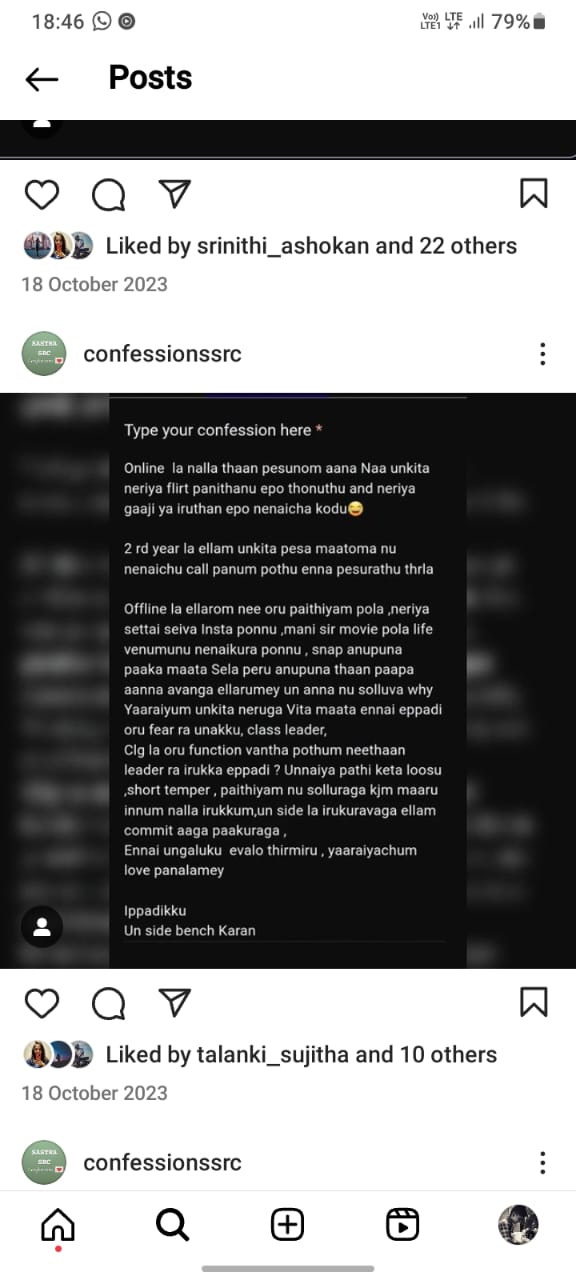 18:46
Vo)) LTE
LTE1
79%
Posts
Liked by srinithi_ashokan and 22 others
18 October 2023
SASTRA
SRC
confessionssrc
Type your confession here *
Online la nalla thaan pesunom aana Naa unkita
neriya flirt panithanu epo thonuthu and neriya
gaaji ya iruthan epo nenaicha kodu😅
2 rd year la ellam unkita pesa maatoma nu
nenaichu call panum pothu enna pesurathu thrla
Offline la ellarom nee oru paithiyam pola ,neriya
settai seiva Insta ponnu ,mani sir movie pola life
venumunu nenaikura ponnu , snap anupuna
paaka maata Sela peru anupuna thaan paapa
aanna avanga ellarumey un anna nu solluva why
Yaaraiyum unkita neruga Vita maata ennai eppadi
oru fear ra unakku, class leader,
Clg la oru function vantha pothum neethaan
leader ra irukka eppadi ? Unnaiya pathi keta loosu
,short temper , paithiyam nu solluraga kjm maaru
innum nalla irukkum,un side la irukuravaga ellam
commit aaga paakuraga ,
Ennai ungaluku evalo thirmiru , yaaraiyachum
love panalamey
Ippadikku
Un side bench Karan
Liked by talanki_sujitha and 10 others
18 October 2023
SASTRA
SRC
confessionssrc